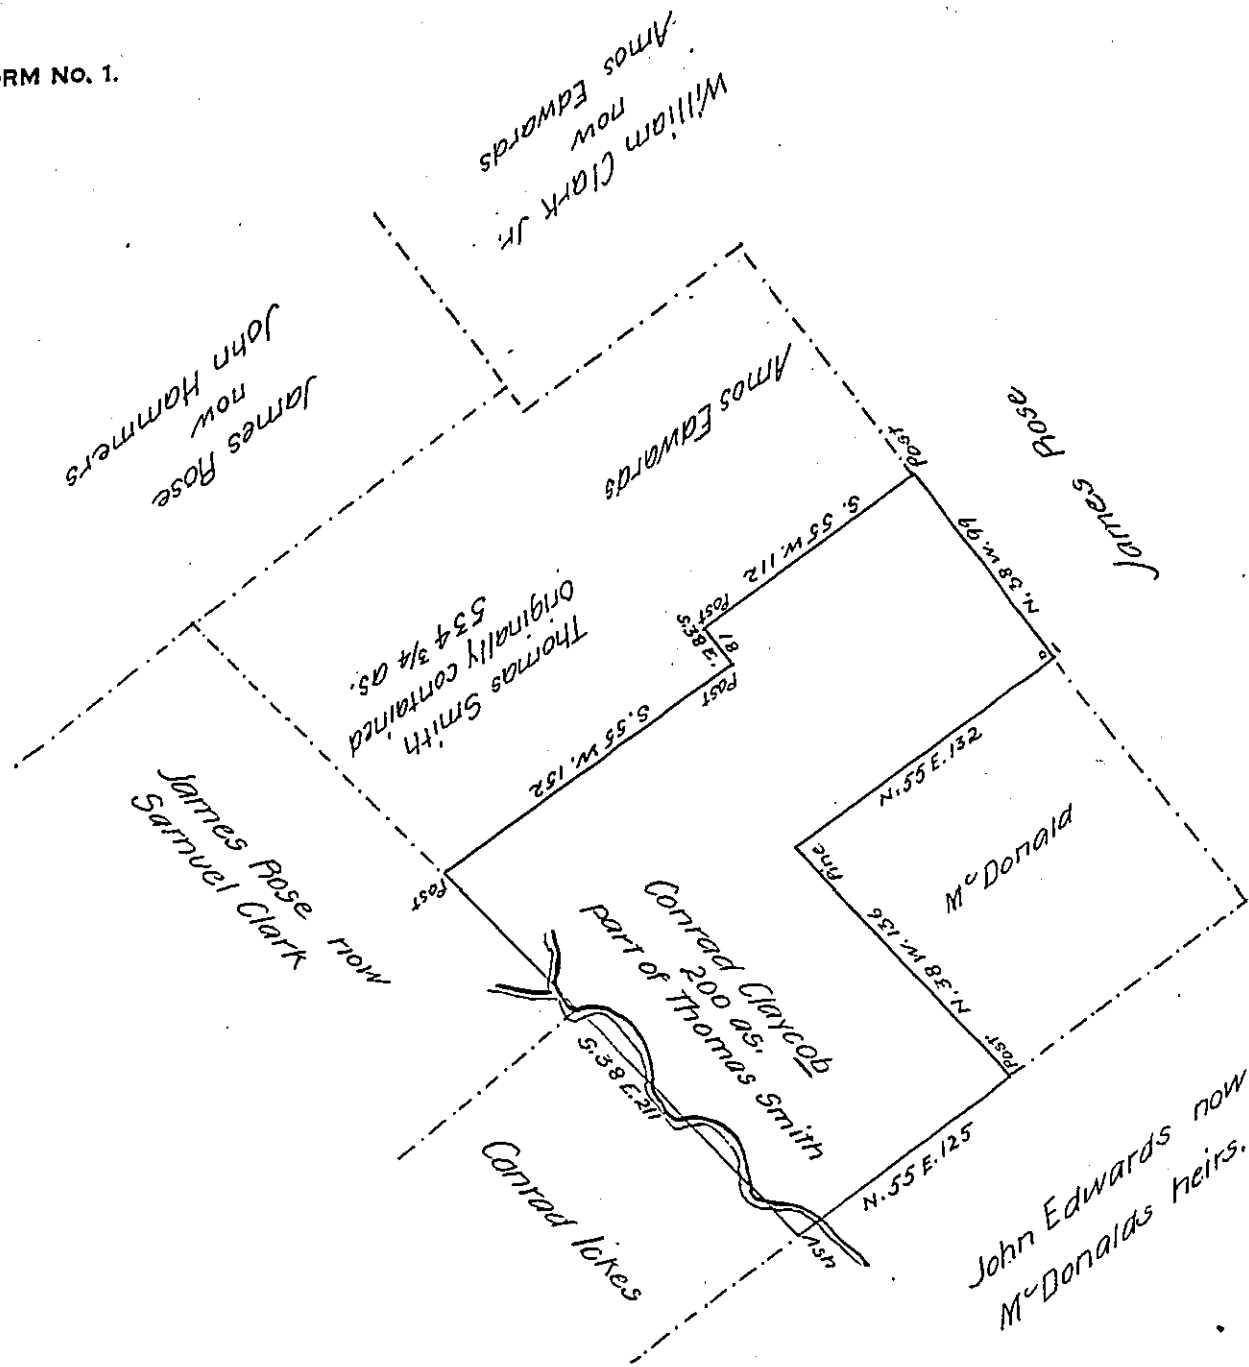 RM No. 1.
William Clark Jr.
now
Amos Edwards
James Rose
now
John Hammers
Amos Edwards
James Rose
Post
S. 55 W. 112
N. 38 W. 99
Post
S. 38 E.
18
Post
Thomas Smith
originally contained
534 3/4 as.
S. 55 W. 152
N. 55 E. 132
James Rose now
Samuel Clark
Post
Pine
McDonald
Conrad Claycob
200 as.
part of Thomas Smith
N. 38 W. 136
Post
S. 38 E. 211
Conrad Ickes
N. 55 E. 125
Ash
John Edwards now
McDonalds heirs.